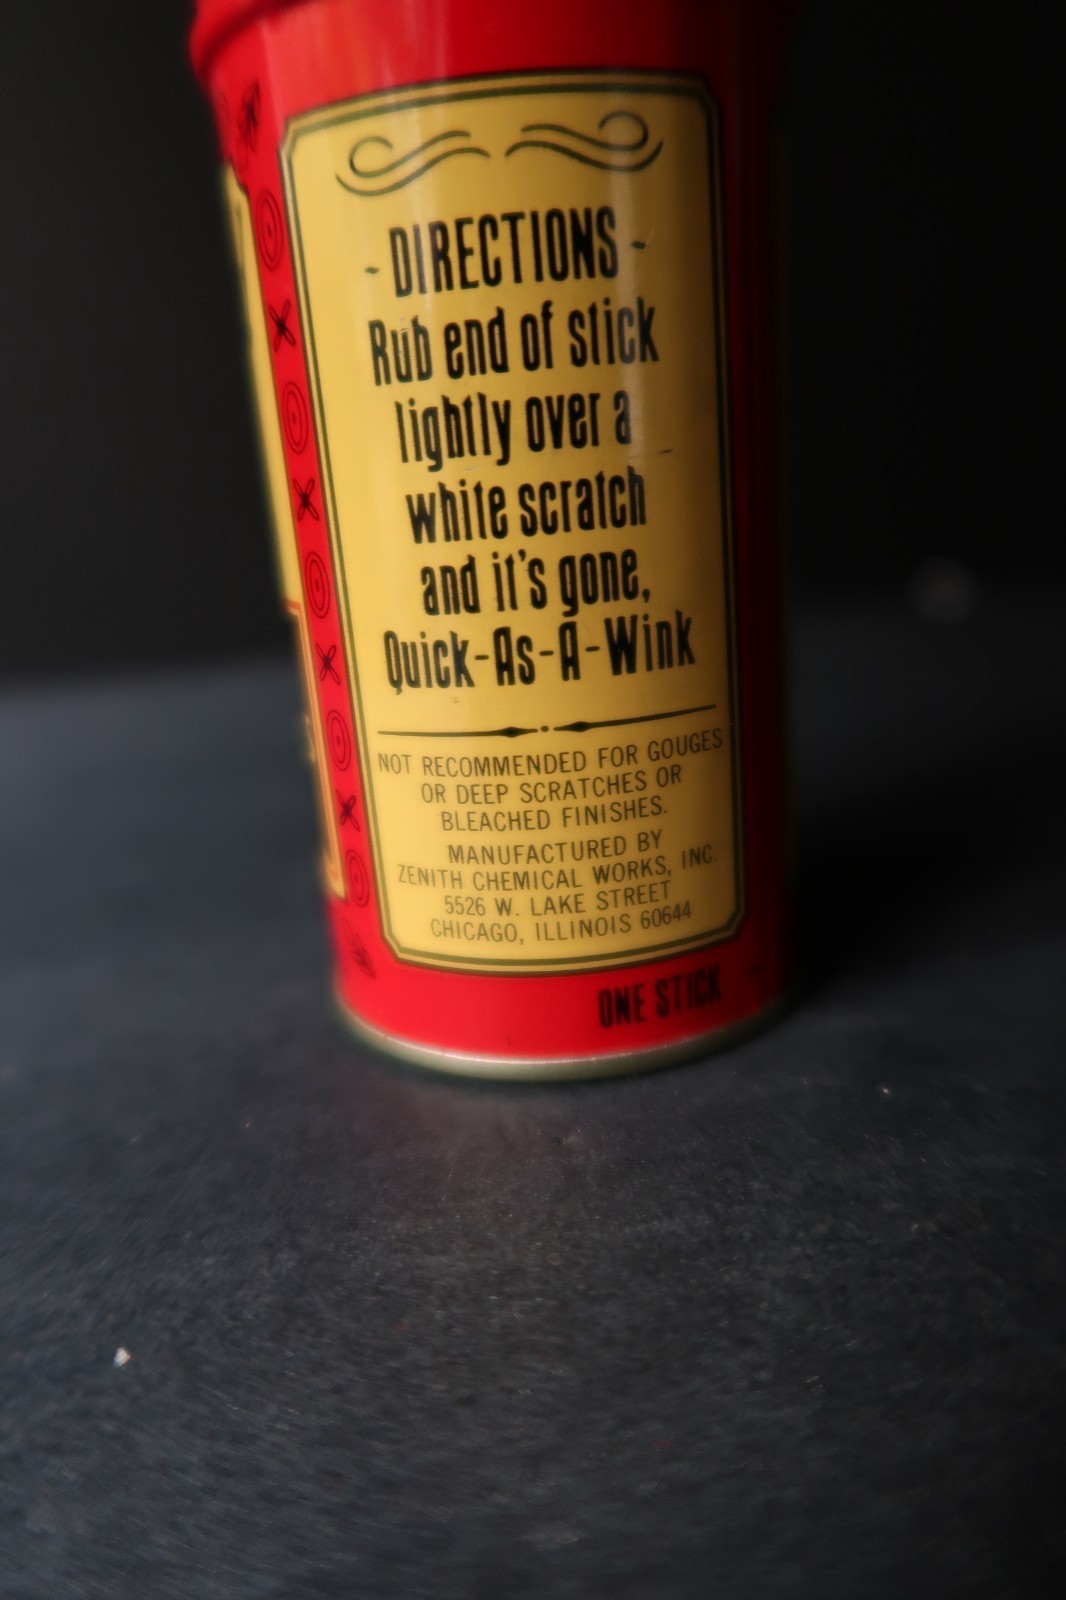 - DIRECTIONS -
Rub end of stick
lightly over a
white scratch
and it's gone,
Quick-As-A-Wink
NOT RECOMMENDED FOR GOUGES
OR DEEP SCRATCHES OR
BLEACHED FINISHES.
MANUFACTURED BY
ZENITH CHEMICAL WORKS, INC.
5526 W. LAKE STREET
CHICAGO, ILLINOIS 60644
ONE STICK